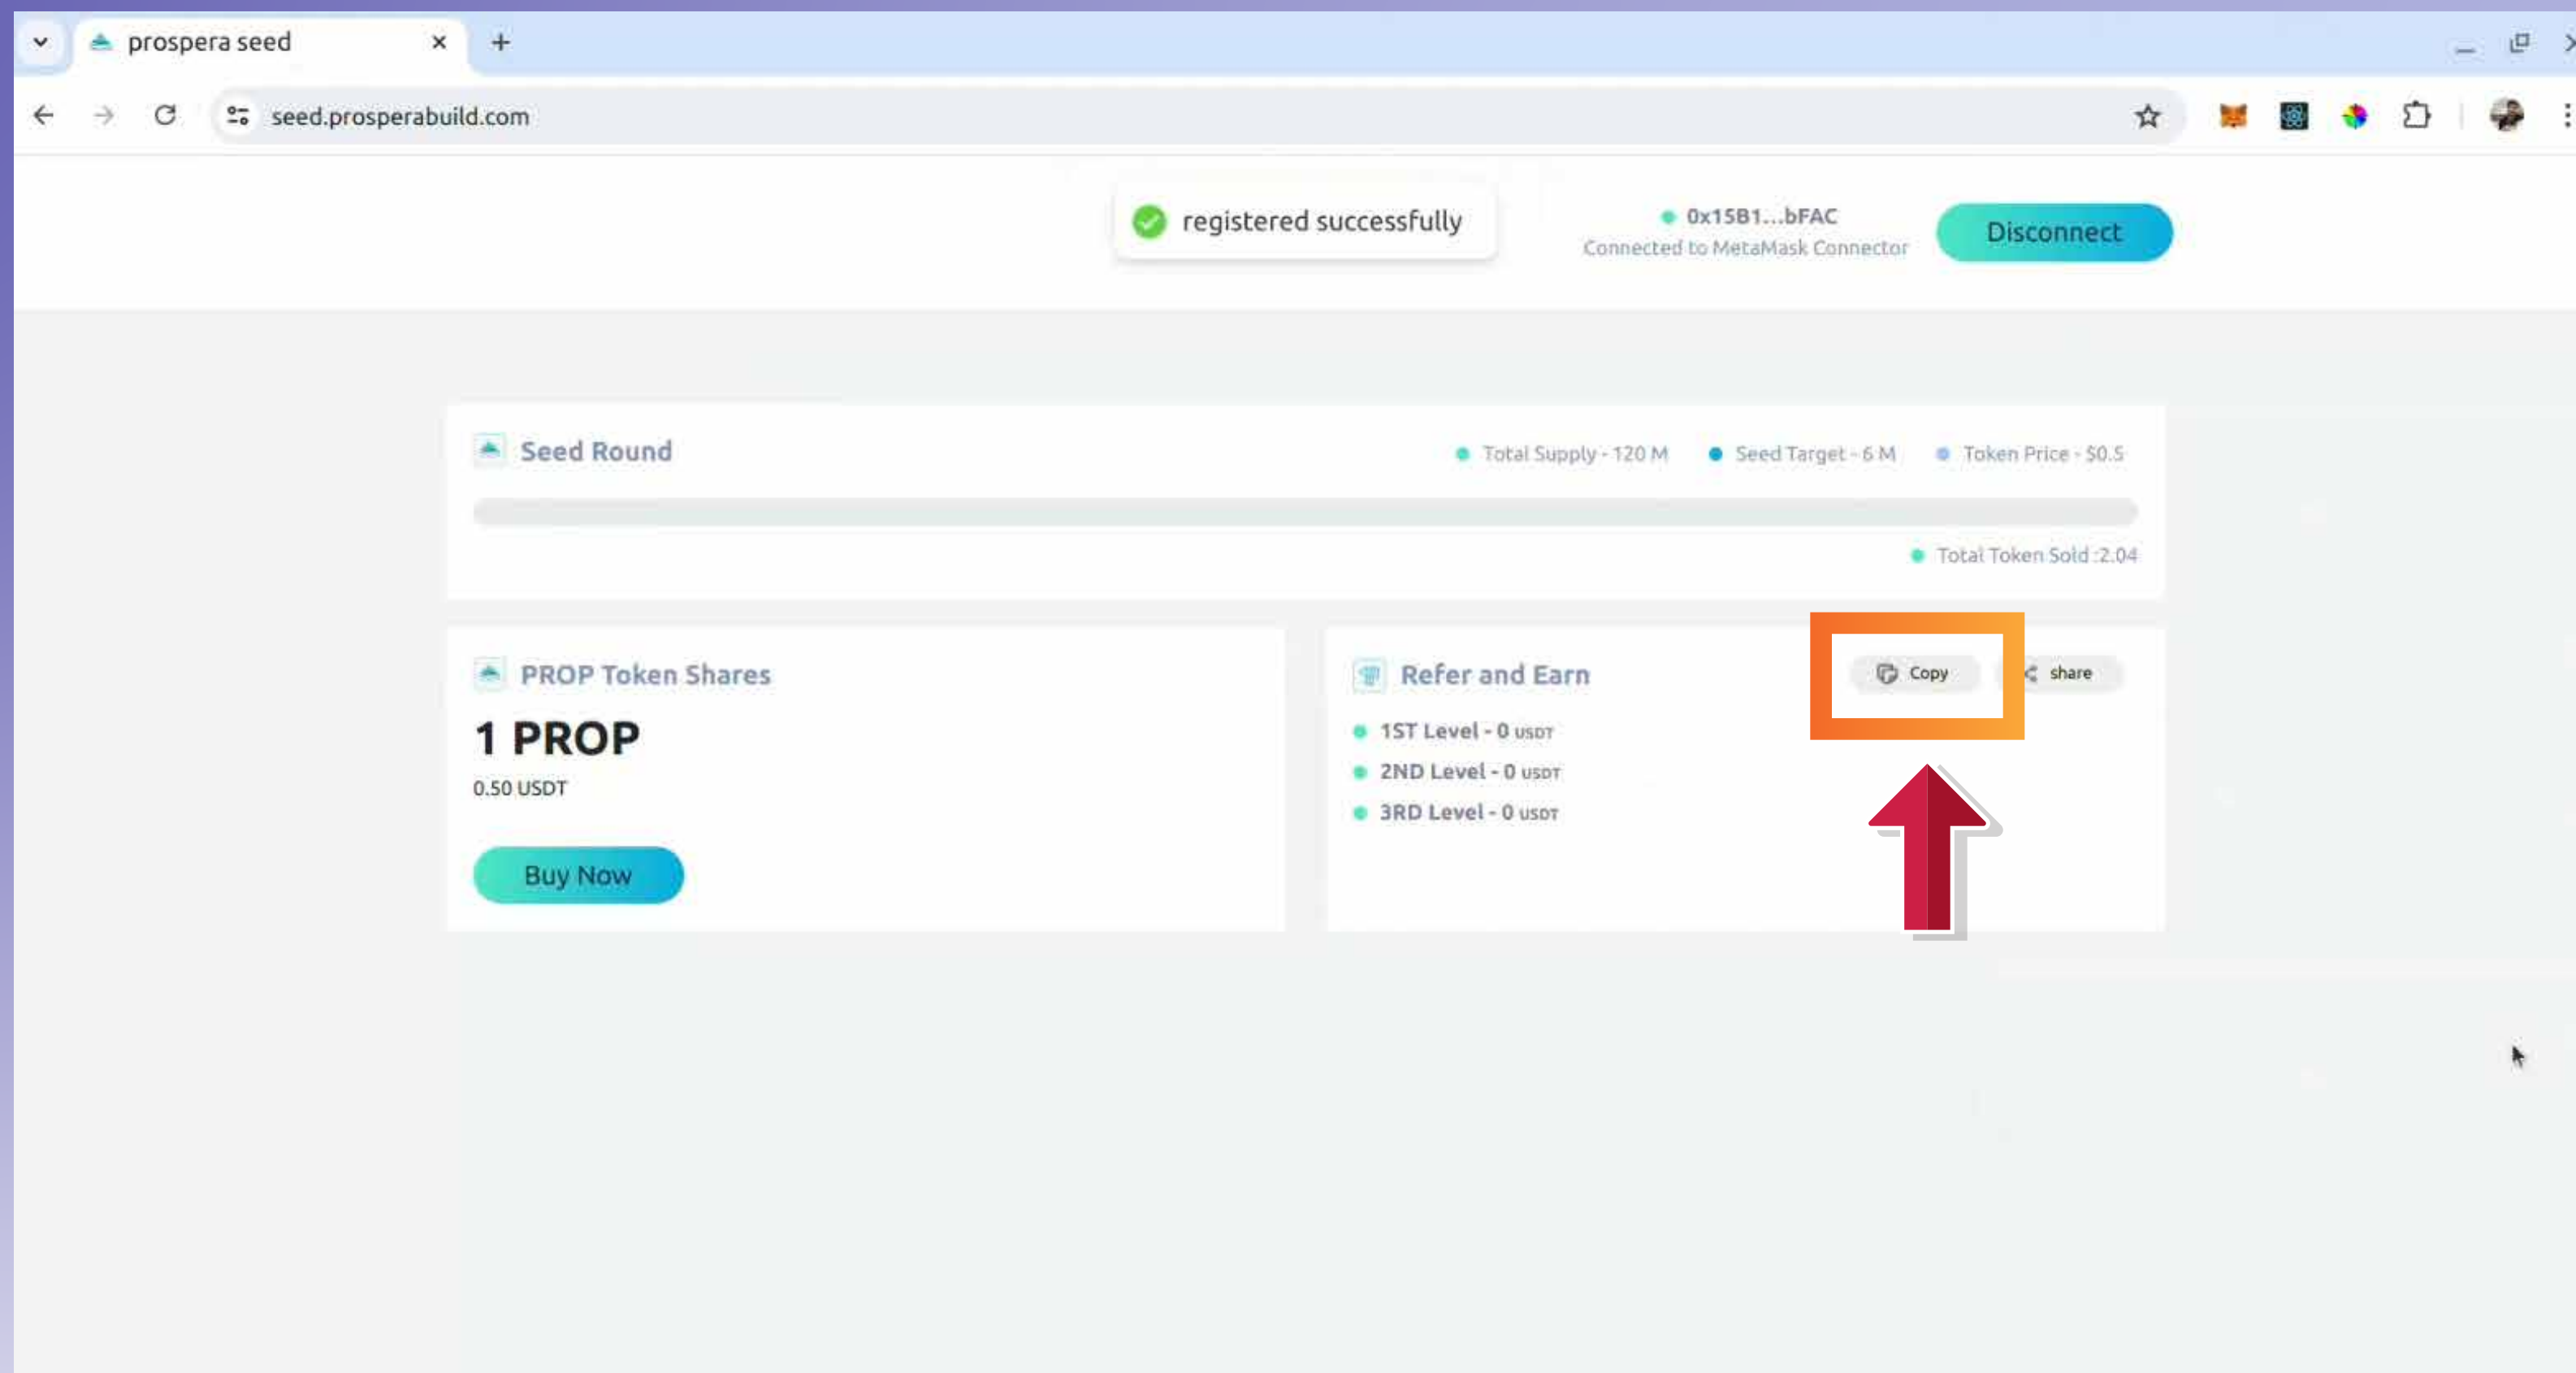 prospera seed
seed.prosperabuild.com
registered successfully
0x15B1...bFAC
Connected to MetaMask Connector
Disconnect
Seed Round
Total Supply - 120 M
Seed Target - 6 M
Token Price - $0.5
Total Token Sold :2.04
PROP Token Shares
1 PROP
0.50 USDT
Buy Now
Refer and Earn
Copy
share
1ST Level - 0 USDT
2ND Level - 0 USDT
3RD Level - 0 USDT